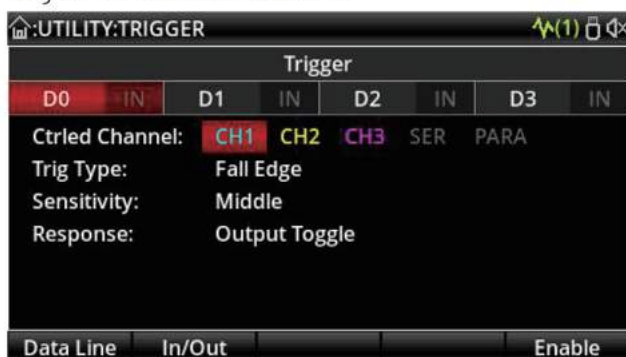 :UTILITY:TRIGGER (1)
Trigger
D0 IN D1 IN D2 IN D3 IN
Ctrled Channel: CH1 CH2 CH3 SER PARA
Trig Type: Fall Edge
Sensitivity: Middle
Response: Output Toggle
Data Line In/Out Enable